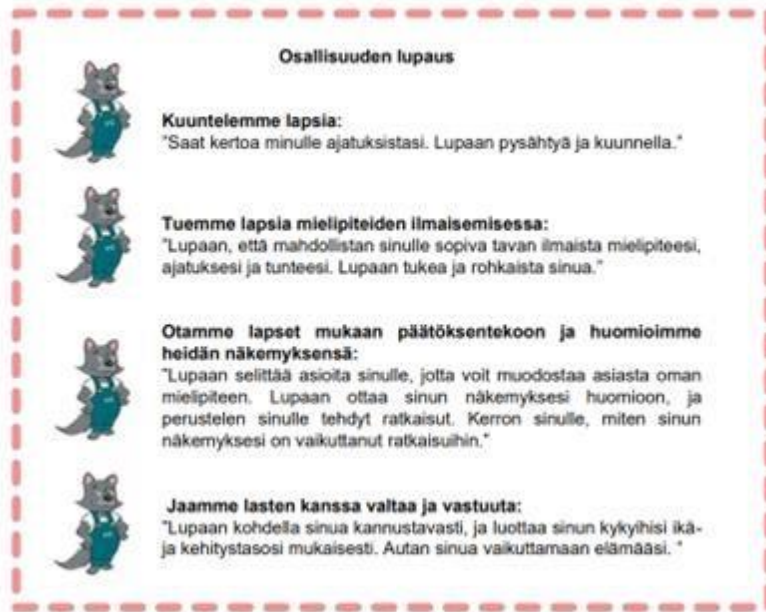 Osallisuuden lupaus
Kuuntelemme lapsia:
"Saat kertoa minulle ajatuksistasi. Lupaan pysähtyä ja kuunnella."
Tuemme lapsia mielipiteiden ilmaisemisessa:
"Lupaan, että mahdollistan sinulle sopiva tavan ilmaista mielipiteesi,
ajatuksesi ja tunteesi. Lupaan tukea ja rohkaista sinua."
Otamme lapset mukaan päätöksentekoon ja huomioimme
heidän näkemyksensä:
"Lupaan selittää asioita sinulle, jotta voit muodostaa asiasta oman
mielipiteen. Lupaan ottaa sinun näkemyksesi huomioon, ja
perustelen sinulle tehdyt ratkaisut. Kerron sinulle, miten sinun
näkemyksesi on vaikuttanut ratkaisuihin."
Jaamme lasten kanssa valtaa ja vastuuta:
"Lupaan kohdella sinua kannustavasti, ja luottaa sinun kykyihisi ikä-
ja kehitystasosi mukaisesti. Autan sinua vaikuttamaan elämääsi. "